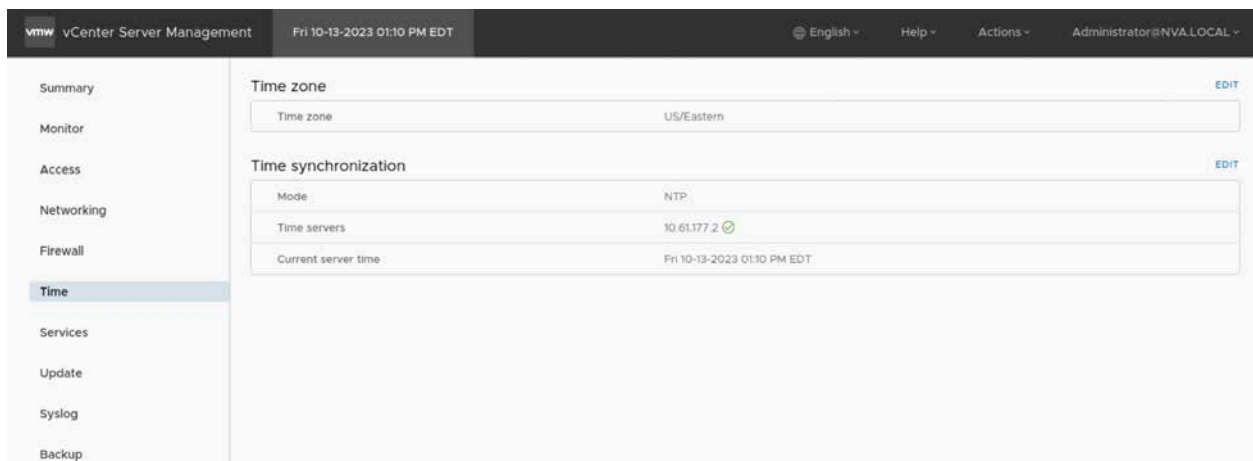 vmw vCenter Server Management Fri 10-13-2023 01:10 PM EDT English Help Actions Administrator@NVA.LOCAL
Summary
Monitor
Access
Networking
Firewall
Time
Services
Update
Syslog
Backup
Time zone EDIT
Time zone US/Eastern
Time synchronization EDIT
Mode NTP
Time servers 10.61.177.2
Current server time Fri 10-13-2023 01:10 PM EDT